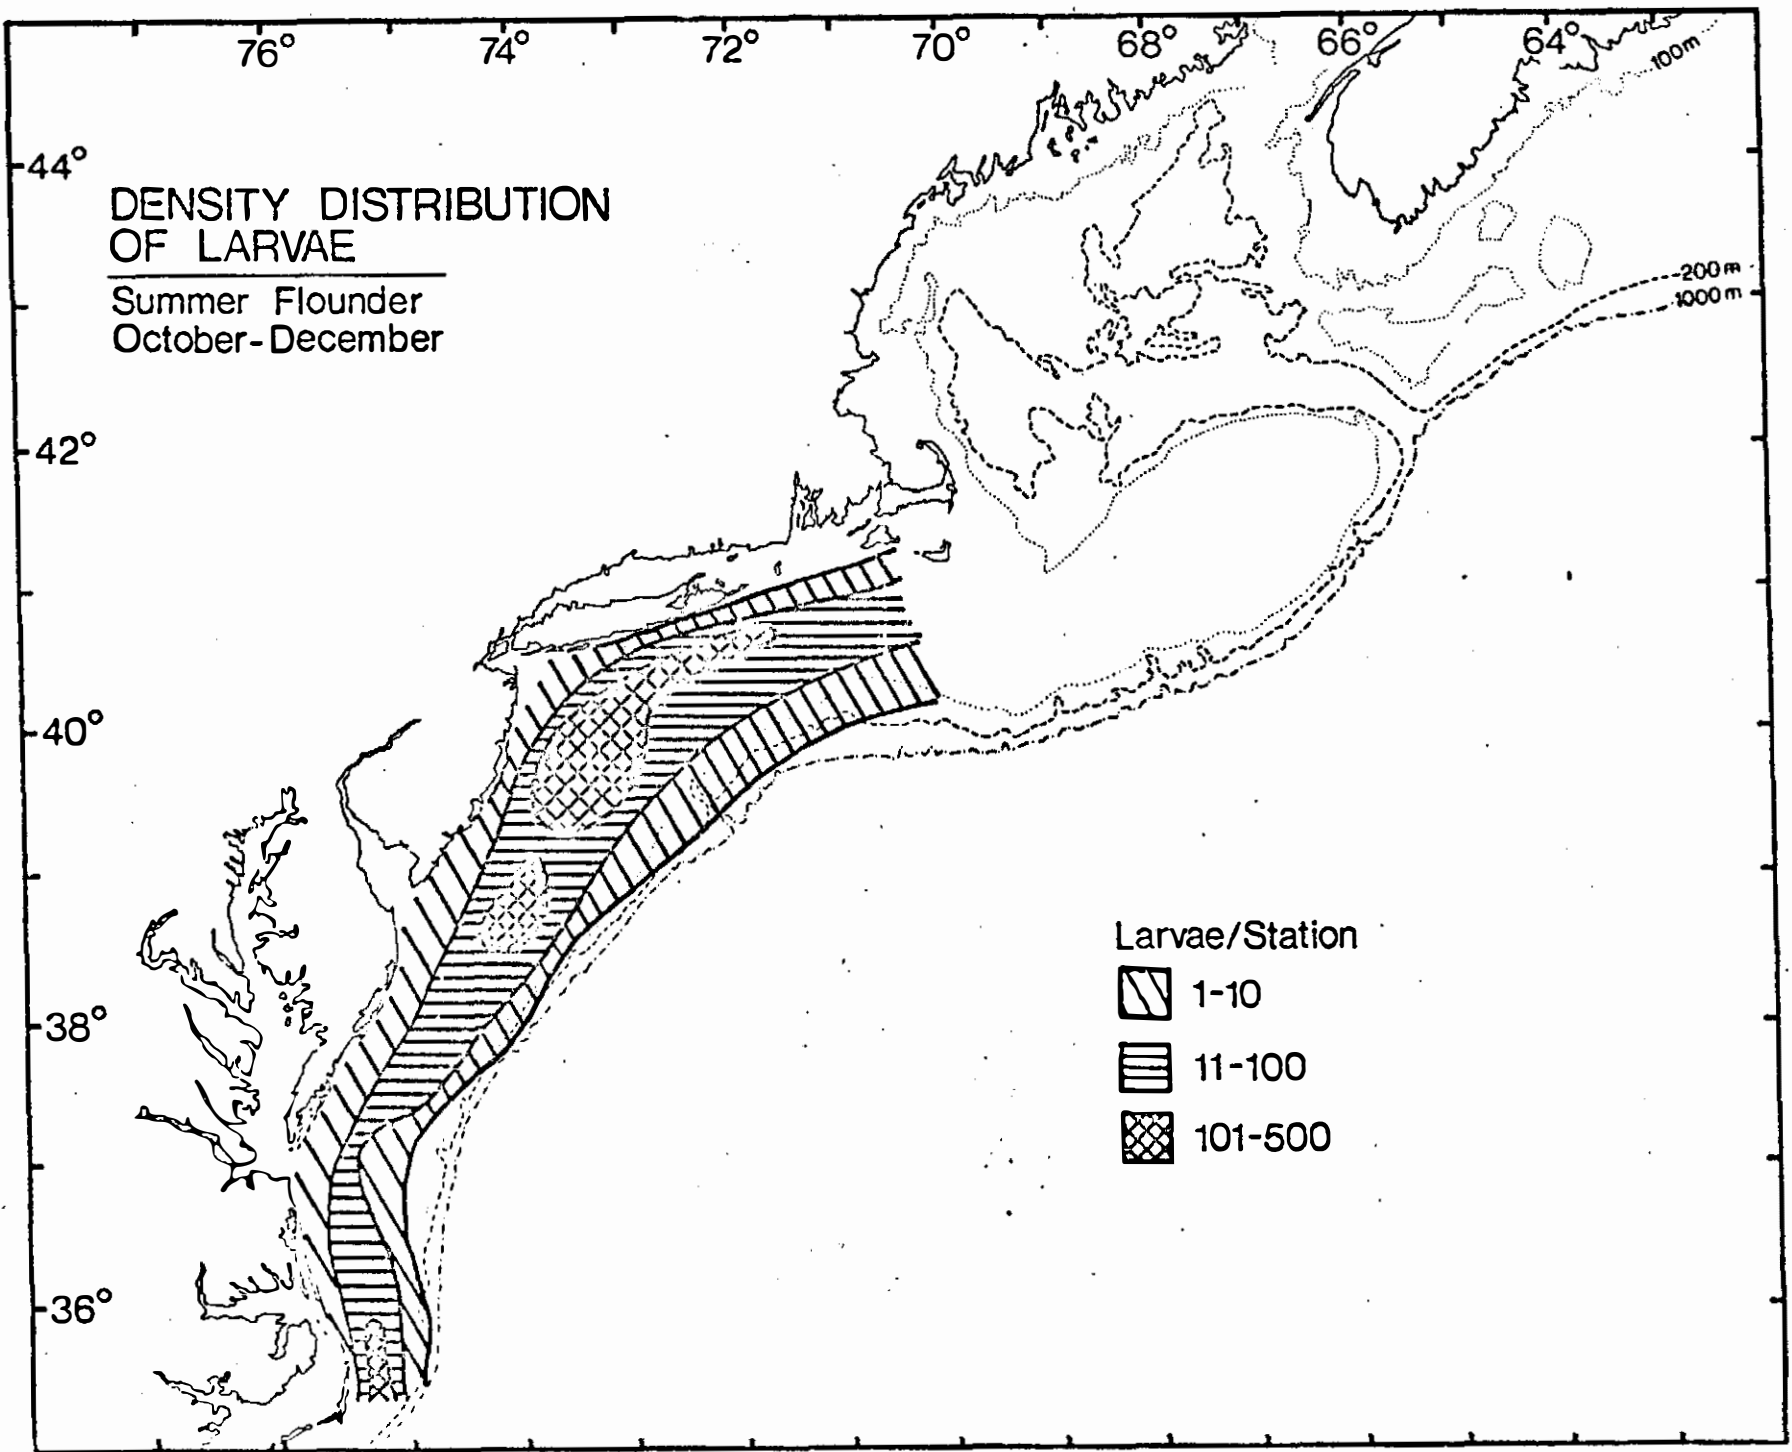 76° 74° 72° 70° 68° 66° 64°
100m
44°
DENSITY DISTRIBUTION
OF LARVAE
Summer Flounder
October-December
200m
1000m
42°
40°
Larvae/Station
1-10
38°
11-100
101-500
36°